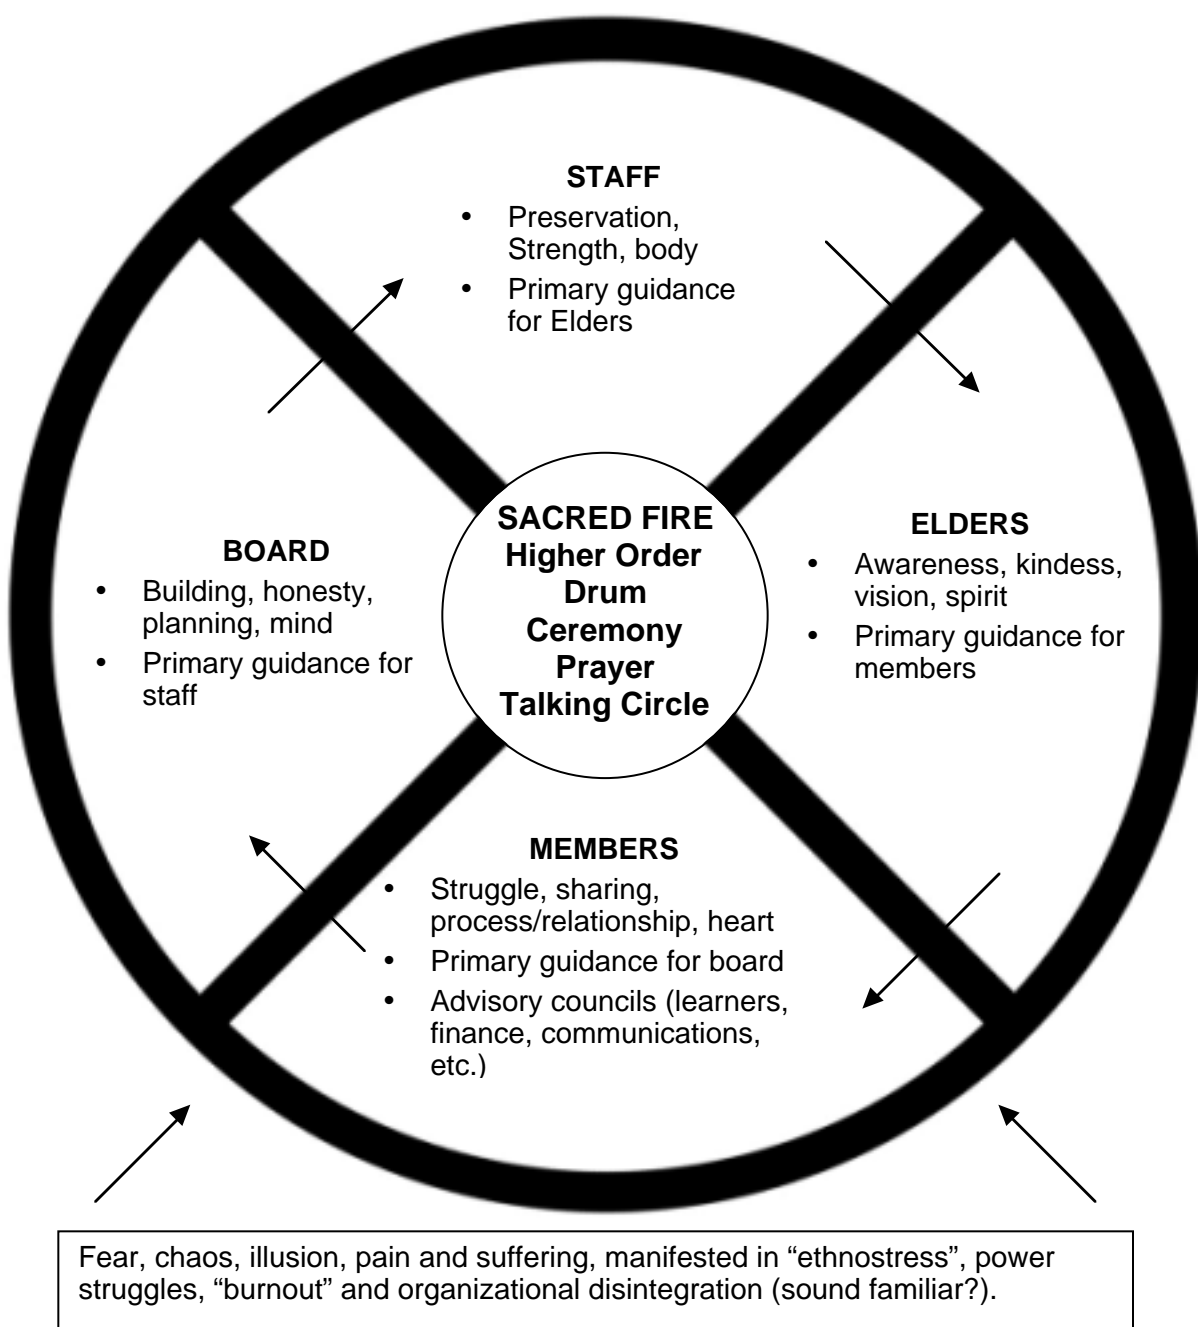 STAFF
• Preservation,
Strength, body
• Primary guidance
for Elders
SACRED FIRE
Higher Order
Drum
Ceremony
Prayer
Talking Circle
ELDERS
• Awareness, kindess,
vision, spirit
• Primary guidance for
members
BOARD
• Building, honesty,
planning, mind
• Primary guidance for
staff
MEMBERS
• Struggle, sharing,
process/relationship, heart
• Primary guidance for board
• Advisory councils (learners,
finance, communications,
etc.)
Fear, chaos, illusion, pain and suffering, manifested in “ethnostress”, power
struggles, “burnout” and organizational disintegration (sound familiar?).